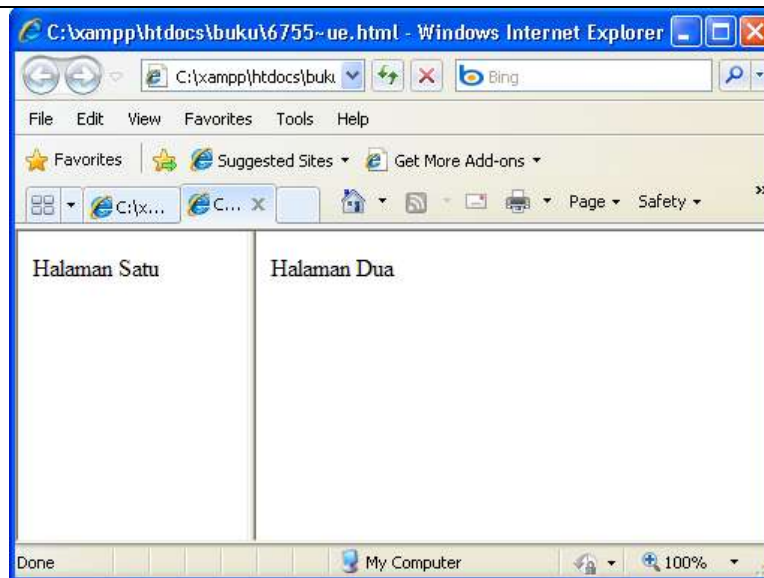 C:\xampp\htdocs\buku\6755~ue.html - Windows Internet Explorer
C:\xampp\htdocs\buku Bing
File Edit View Favorites Tools Help
Favorites Suggested Sites Get More Add-ons
C:\x... C... Page Safety »
Halaman Satu Halaman Dua
Done My Computer 100%